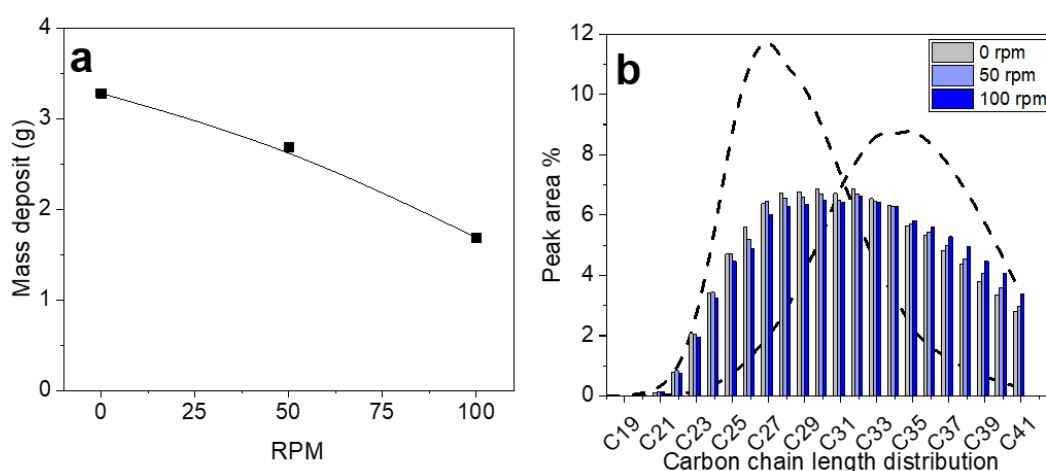 a
4
3
2
1
0
Mass deposit (g)
0
25
50
75
100
RPM
b
12
10
8
6
4
2
0
Peak area %
0 rpm
50 rpm
100 rpm
C19
C21
C23
C25
C27
C29
C31
C33
C35
C37
C39
C41
Carbon chain length distribution